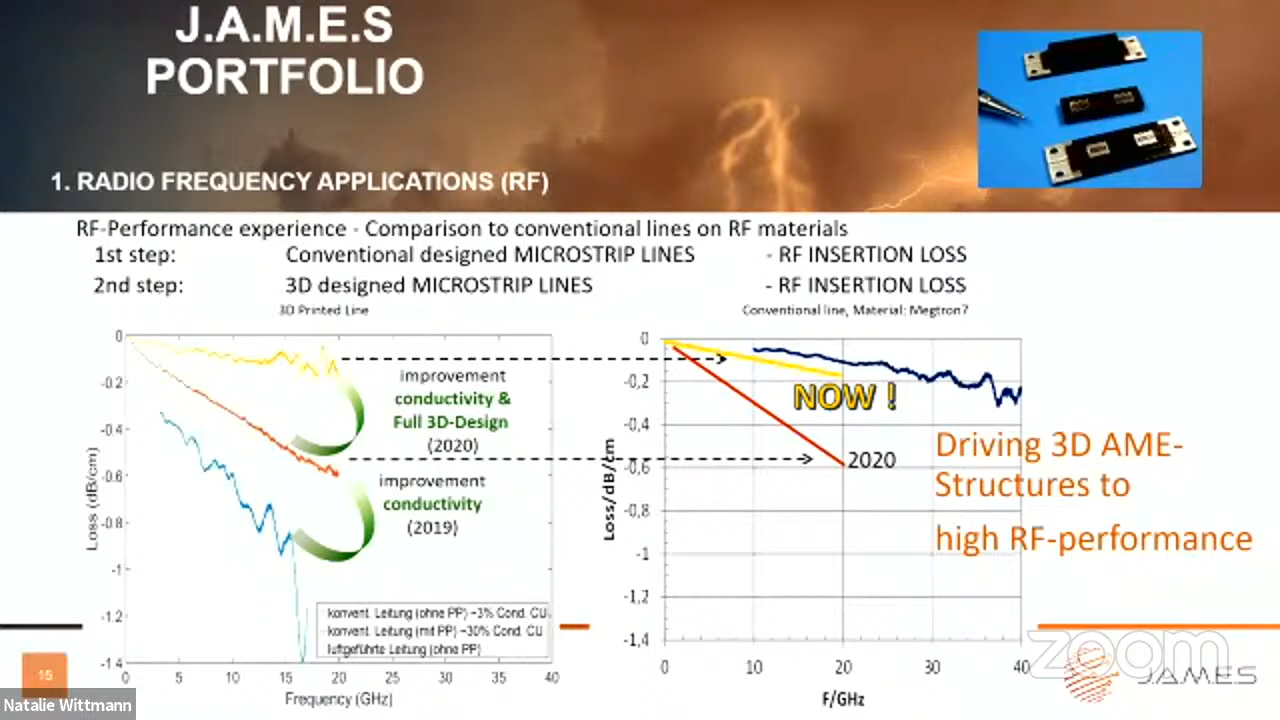 J.A.M.E.S
PORTFOLIO
1. RADIO FREQUENCY APPLICATIONS (RF)
RF-Performance experience - Comparison to conventional lines on RF materials
1st step: Conventional designed MICROSTRIP LINES - RF INSERTION LOSS
2nd step: 3D designed MICROSTRIP LINES - RF INSERTION LOSS
3D Printed Line
Conventional line, Material: Megtron7
0
-0.2
-0.4
-0.6
-0.8
-1
-1.2
-1.4
Loss (dB/cm)
0 5 10 15 20 25 30 35 40
Frequency (GHz)
improvement
conductivity &
Full 3D-Design
(2020)
improvement
conductivity
(2019)
konvent. Leitung (ohne PP) ~3% Cond. CU
konvent. Leitung (mit PP) ~30% Cond. CU
luftgeführte Leitung (ohne PP)
0
-0,2
-0,4
-0,6
-0,8
-1
-1,2
-1,4
Loss/dB/cm
0 10 20 30 40
F/GHz
NOW !
2020
Driving 3D AME-
Structures to
high RF-performance
zoom
JAMES
15
Natalie Wittmann